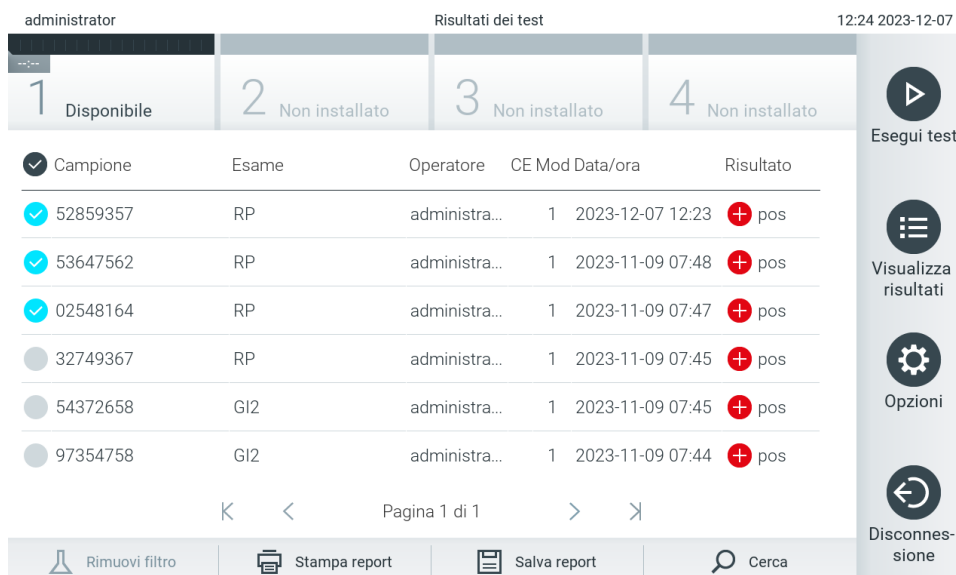 administrator Risultati dei test 12:24 2023-12-07
--:--
1 Disponibile 2 Non installato 3 Non installato 4 Non installato
Esegui test
Campione Esame Operatore CE Mod Data/ora Risultato
52859357 RP administra... 1 2023-12-07 12:23 pos
53647562 RP administra... 1 2023-11-09 07:48 pos
Visualizza
risultati
02548164 RP administra... 1 2023-11-09 07:47 pos
32749367 RP administra... 1 2023-11-09 07:45 pos
54372658 GI2 administra... 1 2023-11-09 07:45 pos
Opzioni
97354758 GI2 administra... 1 2023-11-09 07:44 pos
Pagina 1 di 1
Disconnes-
sione
Rimuovi filtro Stampa report Salva report Cerca